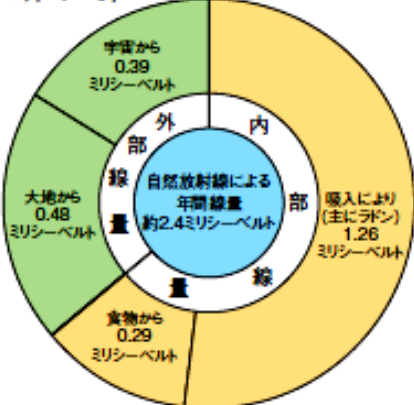 宇宙から
0.39
ミリシーベルト
外部線量
大地から
0.48
ミリシーベルト
自然放射線による
年間線量
約2.4ミリシーベルト
内部線量
吸入により
(主にラドン)
1.26
ミリシーベルト
食物から
0.29
ミリシーベルト